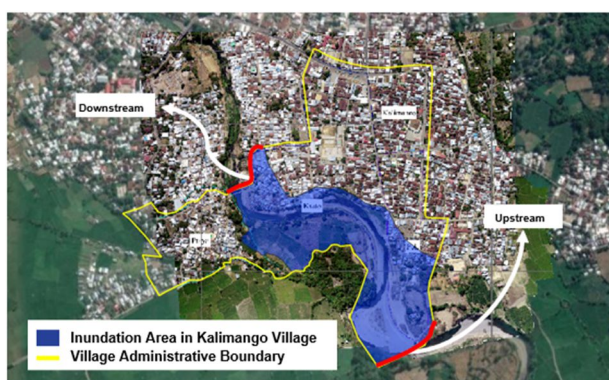 Downstream
Upstream
Inundation Area in Kalimango Village
Village Administrative Boundary